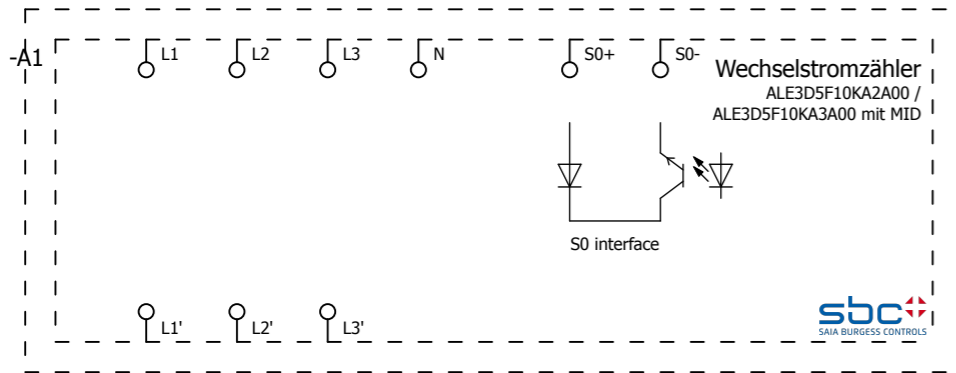 -A1
L1 L2 L3 N S0+ S0-
Wechselstromzähler
ALE3D5F10KA2A00 /
ALE3D5F10KA3A00 mit MID
S0 interface
L1' L2' L3'
sbc
SAIA BURGESS CONTROLS